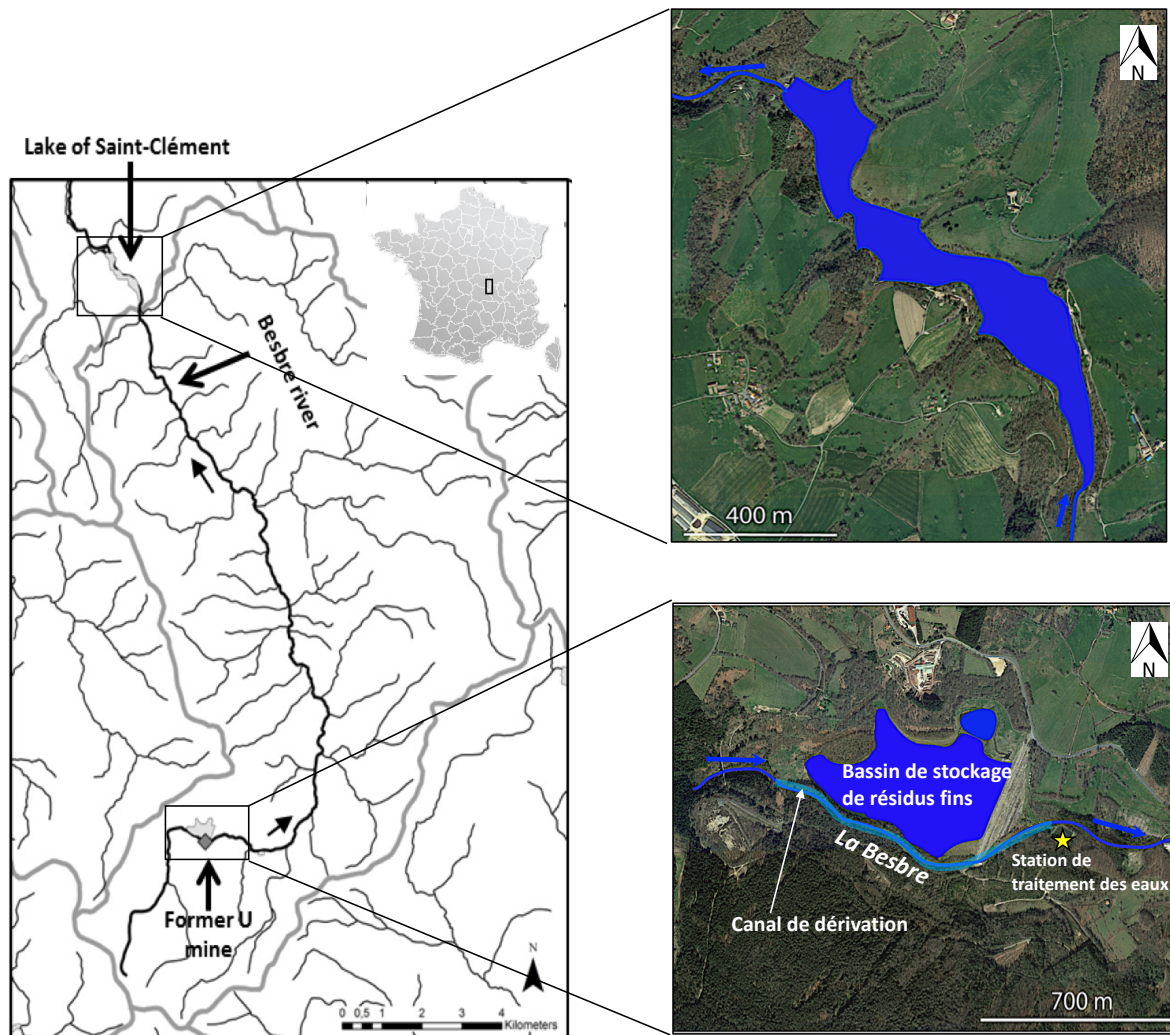 Lake of Saint-Clément
Besbre river
Former U
mine
N
0 0,5 1 2 3 4
Kilometers
N
400 m
N
Bassin de stockage
de résidus fins
La Besbre
Station de
traitement des eaux
Canal de dérivation
700 m